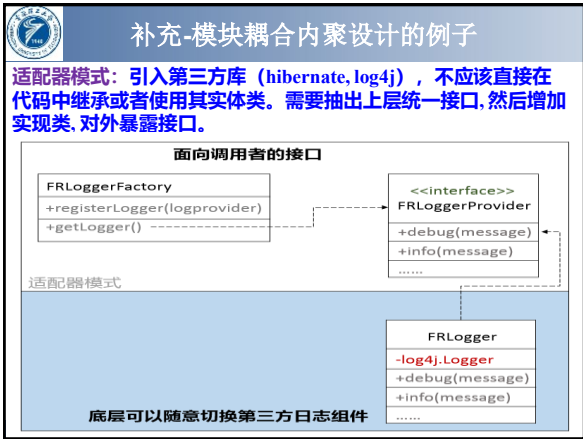 补充-模块耦合内聚设计的例子
适配器模式：引入第三方库（hibernate, log4j），不应该直接在
代码中继承或者使用其实体类。需要抽出上层统一接口, 然后增加
实现类, 对外暴露接口。
面向调用者的接口
FRLoggerFactory
+registerLogger(logprovider)
+getLogger()
<<interface>>
FRLoggerProvider
+debug(message)
+info(message)
......
适配器模式
FRLogger
-log4j.Logger
+debug(message)
+info(message)
......
底层可以随意切换第三方日志组件